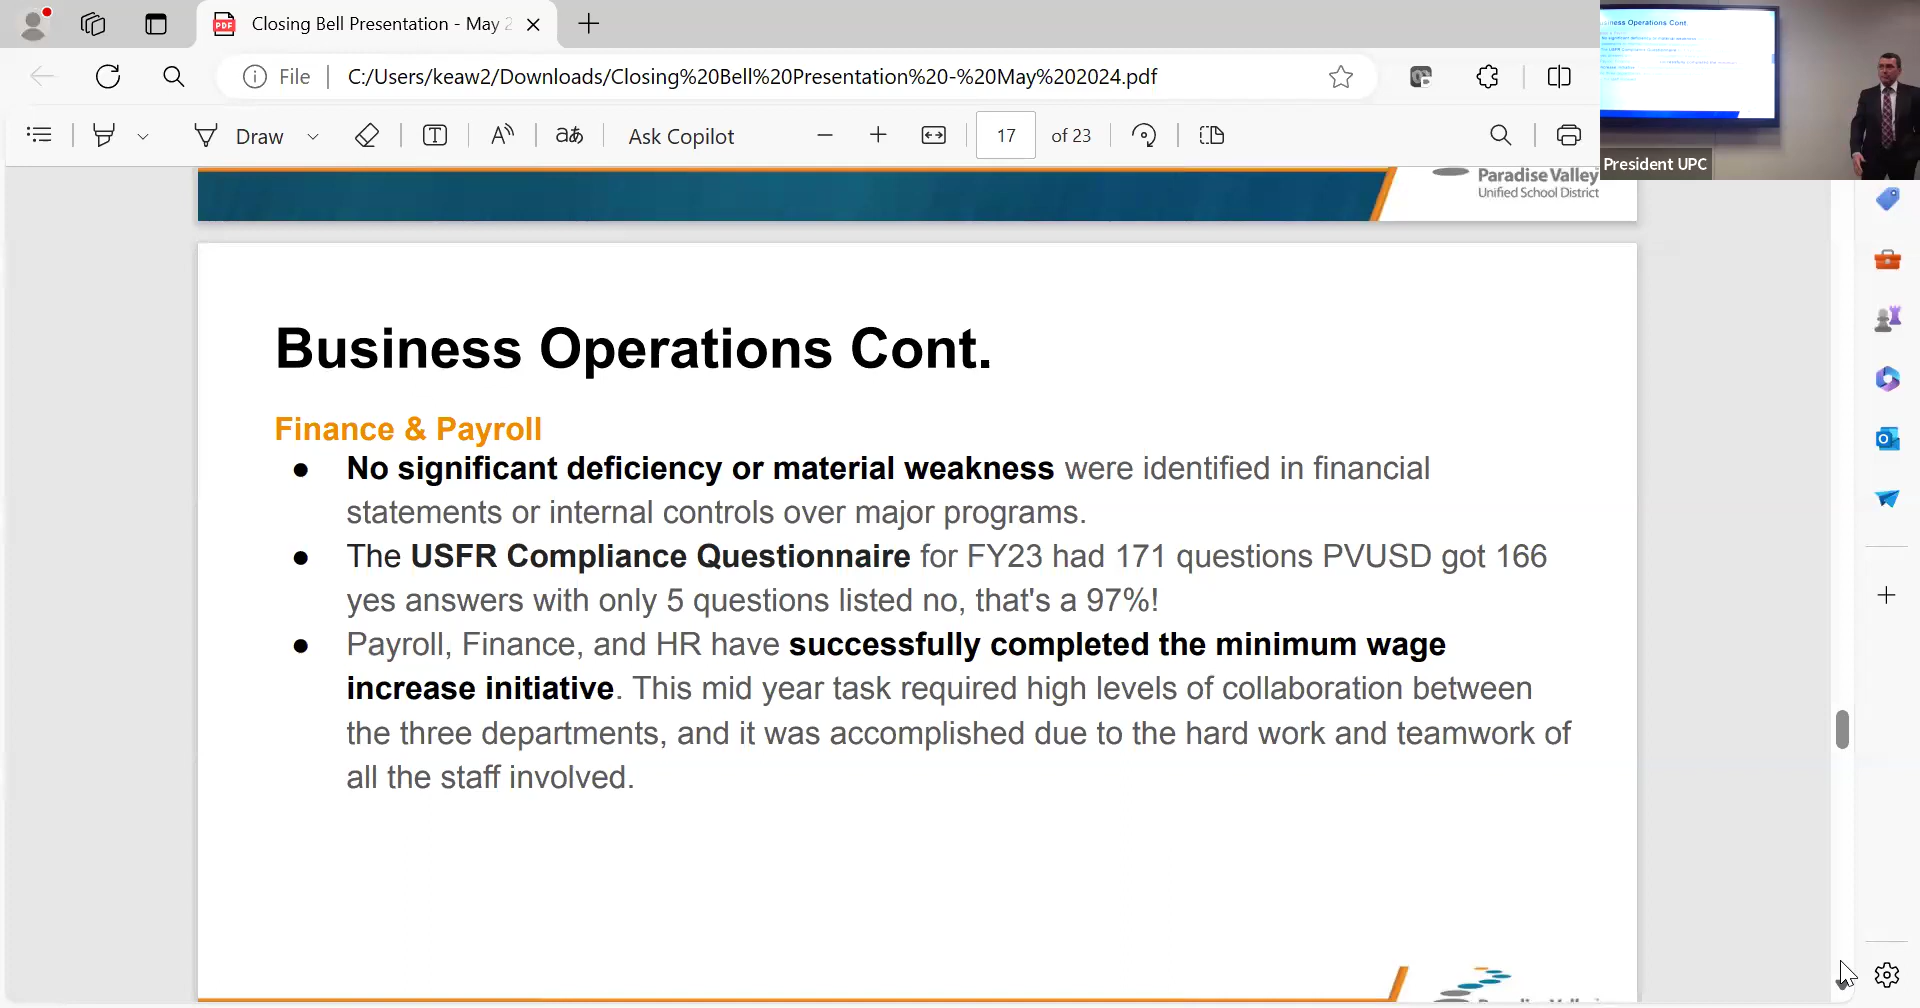 Closing Bell Presentation - May 2
File
C:/Users/keaw2/Downloads/Closing%20Bell%20Presentation%20-%20May%202024.pdf
Draw
aあ
Ask Copilot
17
of 23
Business Operations Cont.
President UPC
Paradise Valley
Unified School District
Business Operations Cont.
Finance & Payroll
● No significant deficiency or material weakness were identified in financial
statements or internal controls over major programs.
● The USFR Compliance Questionnaire for FY23 had 171 questions PVUSD got 166
yes answers with only 5 questions listed no, that's a 97%!
● Payroll, Finance, and HR have successfully completed the minimum wage
increase initiative. This mid year task required high levels of collaboration between
the three departments, and it was accomplished due to the hard work and teamwork of
all the staff involved.